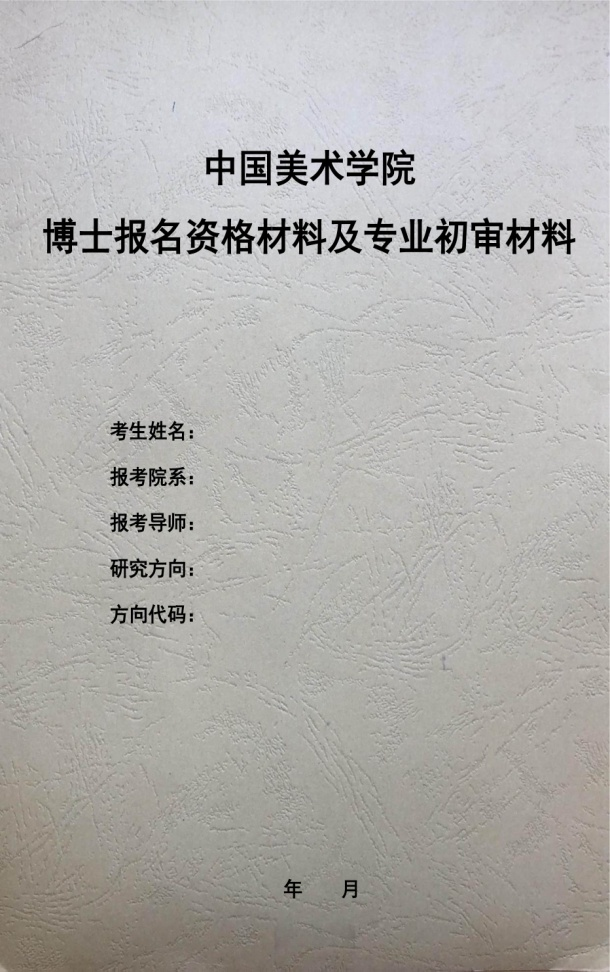 中国美术学院
博士报名资格材料及专业初审材料
考生姓名：
报考院系：
报考导师：
研究方向：
方向代码：
年 月